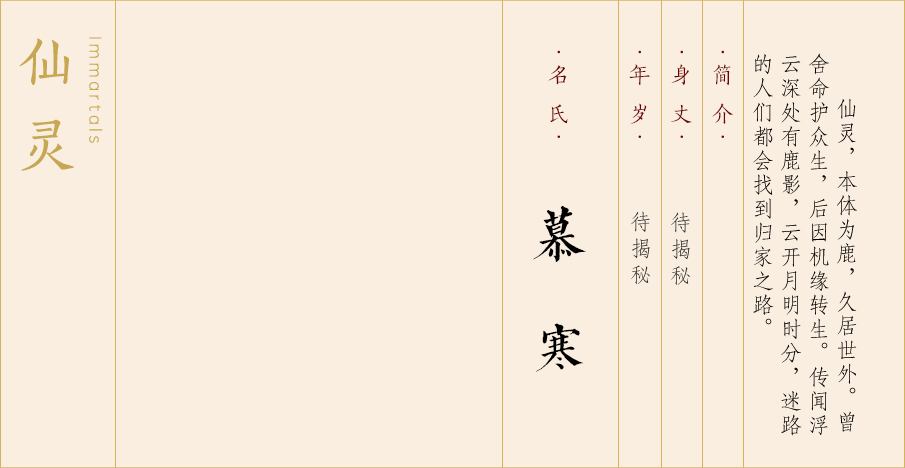 仙灵
Immartals
·名氏·
慕寒
·年岁·
待揭秘
·身丈·
待揭秘
·简介·
仙灵，本体为鹿，久居世外。曾
舍命护众生，后因机缘转生。传闻浮
云深处有鹿影，云开月明时分，迷路
的人们都会找到归家之路。